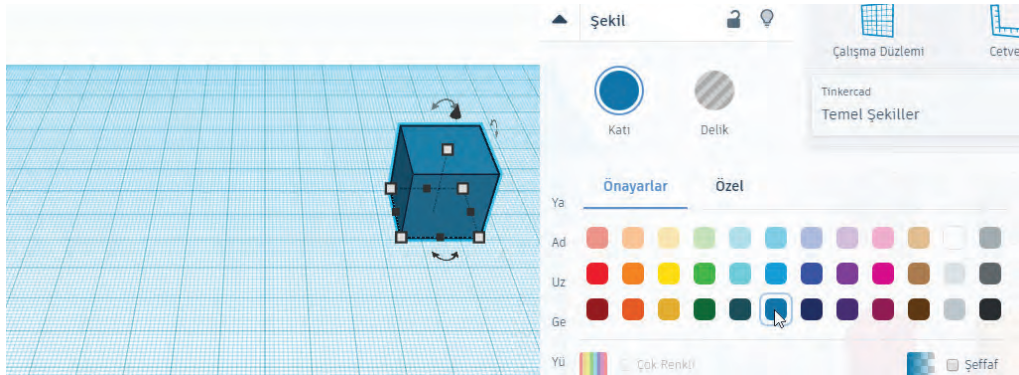 Şekil
Çalışma Düzlemi
Cetve
Katı
Delik
Tinkercad
Temel Şekiller
Önayarlar
Özel
Ya
Ad
Uz
Ge
Yü
Çok Renkli
Şeffaf